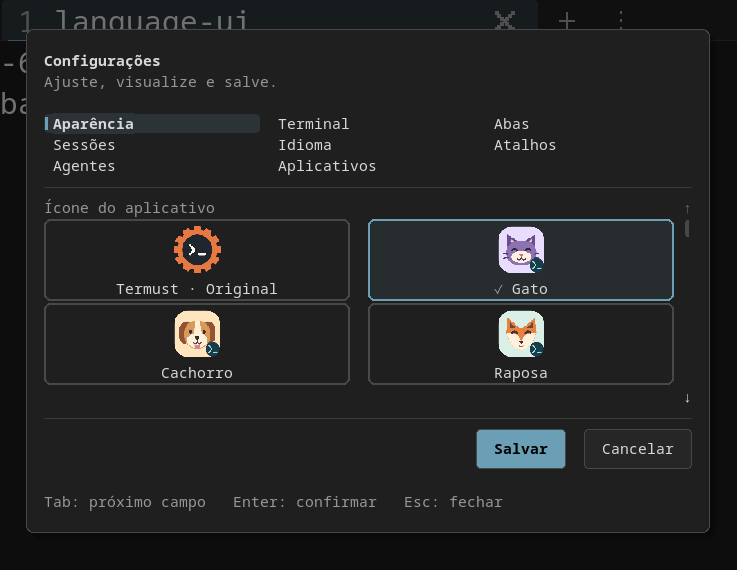 1 language-ui
Configurações
Ajuste, visualize e salve.
Aparência Terminal Abas
Sessões Idioma Atalhos
Agentes Aplicativos
Ícone do aplicativo ↑
Termust · Original ✓ Gato
Cachorro Raposa
↓
Salvar Cancelar
Tab: próximo campo Enter: confirmar Esc: fechar